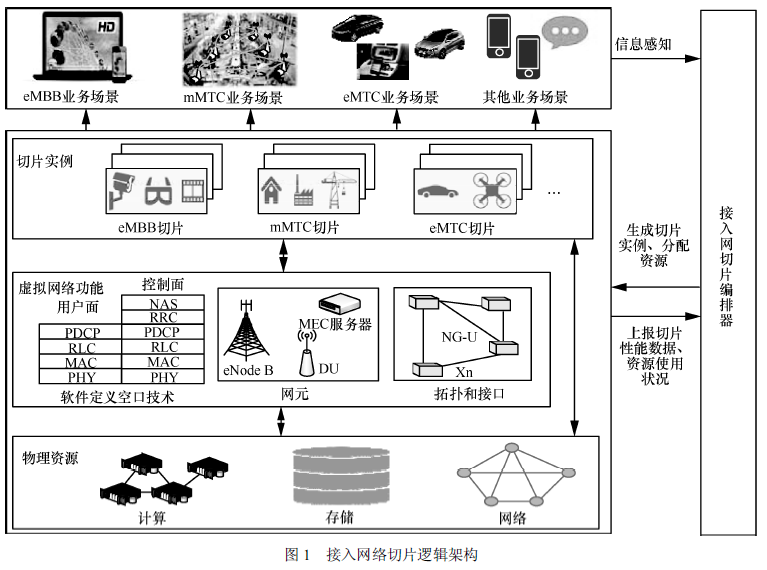 HD
eMBB业务场景
mMTC业务场景
eMTC业务场景
其他业务场景
信息感知
切片实例
eMBB切片
mMTC切片
eMTC切片
…
生成切片
实例、分配
资源
接入网切片编排器
上报切片
性能数据、
资源使用
状况
虚拟网络功能
用户面
控制面
NAS
RRC
PDCP
PDCP
RLC
RLC
MAC
MAC
PHY
PHY
软件定义空口技术
MEC服务器
eNode B
DU
网元
NG-U
Xn
拓扑和接口
物理资源
计算
存储
网络
图 1 接入网络切片逻辑架构